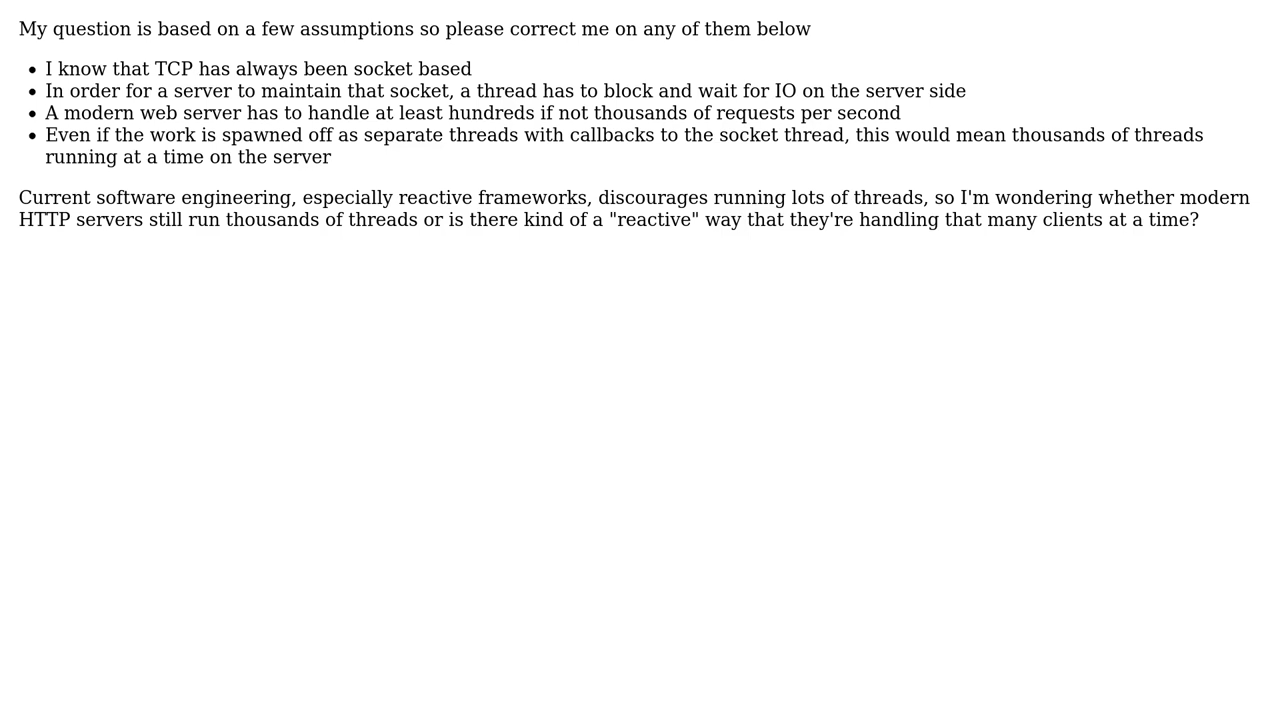 My question is based on a few assumptions so please correct me on any of them below
• I know that TCP has always been socket based
• In order for a server to maintain that socket, a thread has to block and wait for IO on the server side
• A modern web server has to handle at least hundreds if not thousands of requests per second
• Even if the work is spawned off as separate threads with callbacks to the socket thread, this would mean thousands of threads
running at a time on the server
Current software engineering, especially reactive frameworks, discourages running lots of threads, so I'm wondering whether modern
HTTP servers still run thousands of threads or is there kind of a "reactive" way that they're handling that many clients at a time?